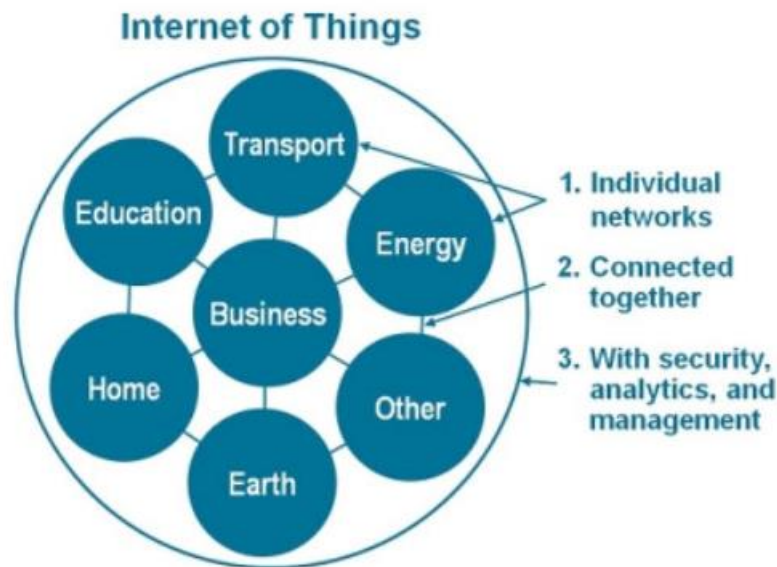 Internet of Things
Transport
Education
Energy
Business
Home
Other
Earth
1. Individual
networks
2. Connected
together
3. With security,
analytics, and
management